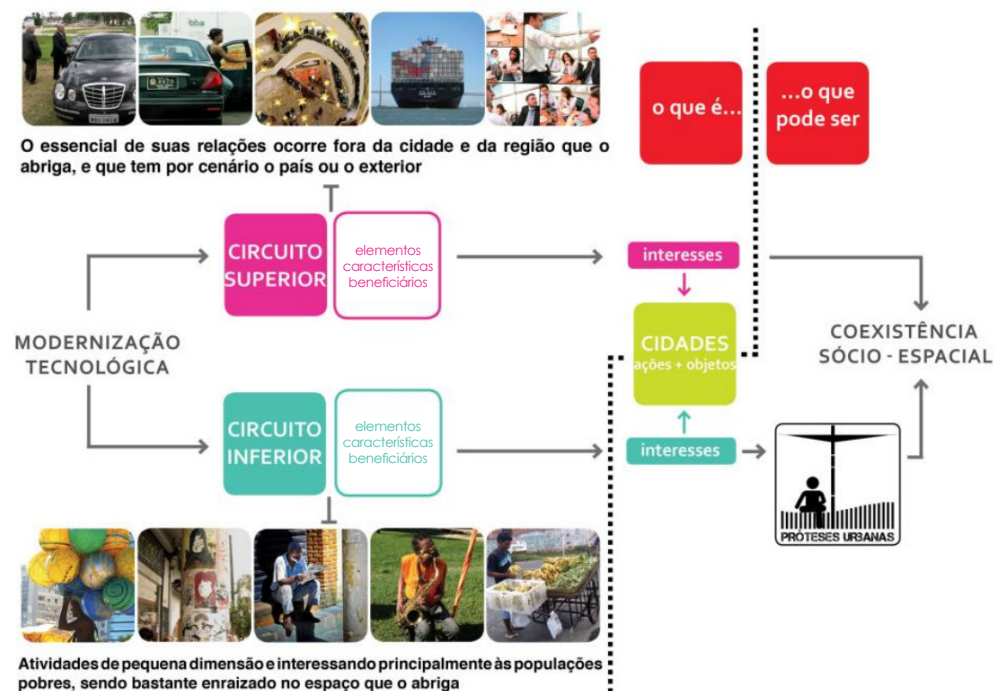 O essencial de suas relações ocorre fora da cidade e da região que o
abriga, e que tem por cenário o país ou o exterior
o que é...
...o que
pode ser
CIRCUITO
SUPERIOR
elementos
características
beneficiários
interesses
MODERNIZAÇÃO
TECNOLÓGICA
CIDADES
ações + objetos
COEXISTÊNCIA
SÓCIO - ESPACIAL
CIRCUITO
INFERIOR
elementos
características
beneficiários
interesses
PRÓTESES URBANAS
Atividades de pequena dimensão e interessando principalmente às populações
pobres, sendo bastante enraizado no espaço que o abriga